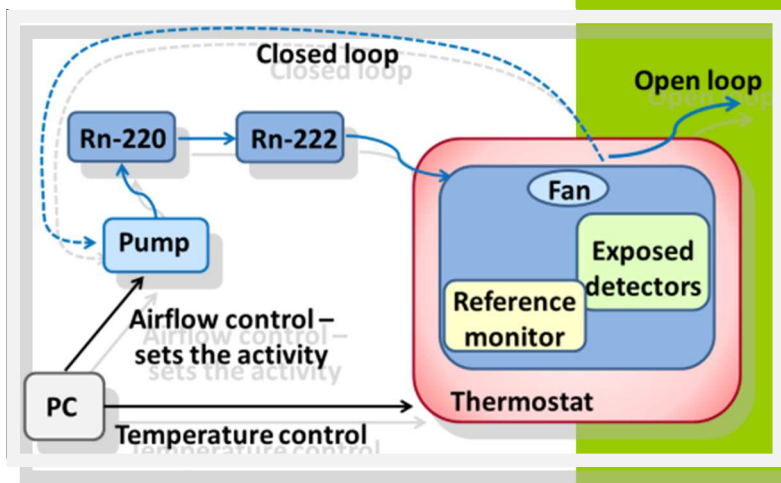 Closed loop
Open loop
Rn-220
Rn-222
Fan
Pump
Exposed
detectors
Reference
monitor
Airflow control –
sets the activity
PC
Thermostat
Temperature control